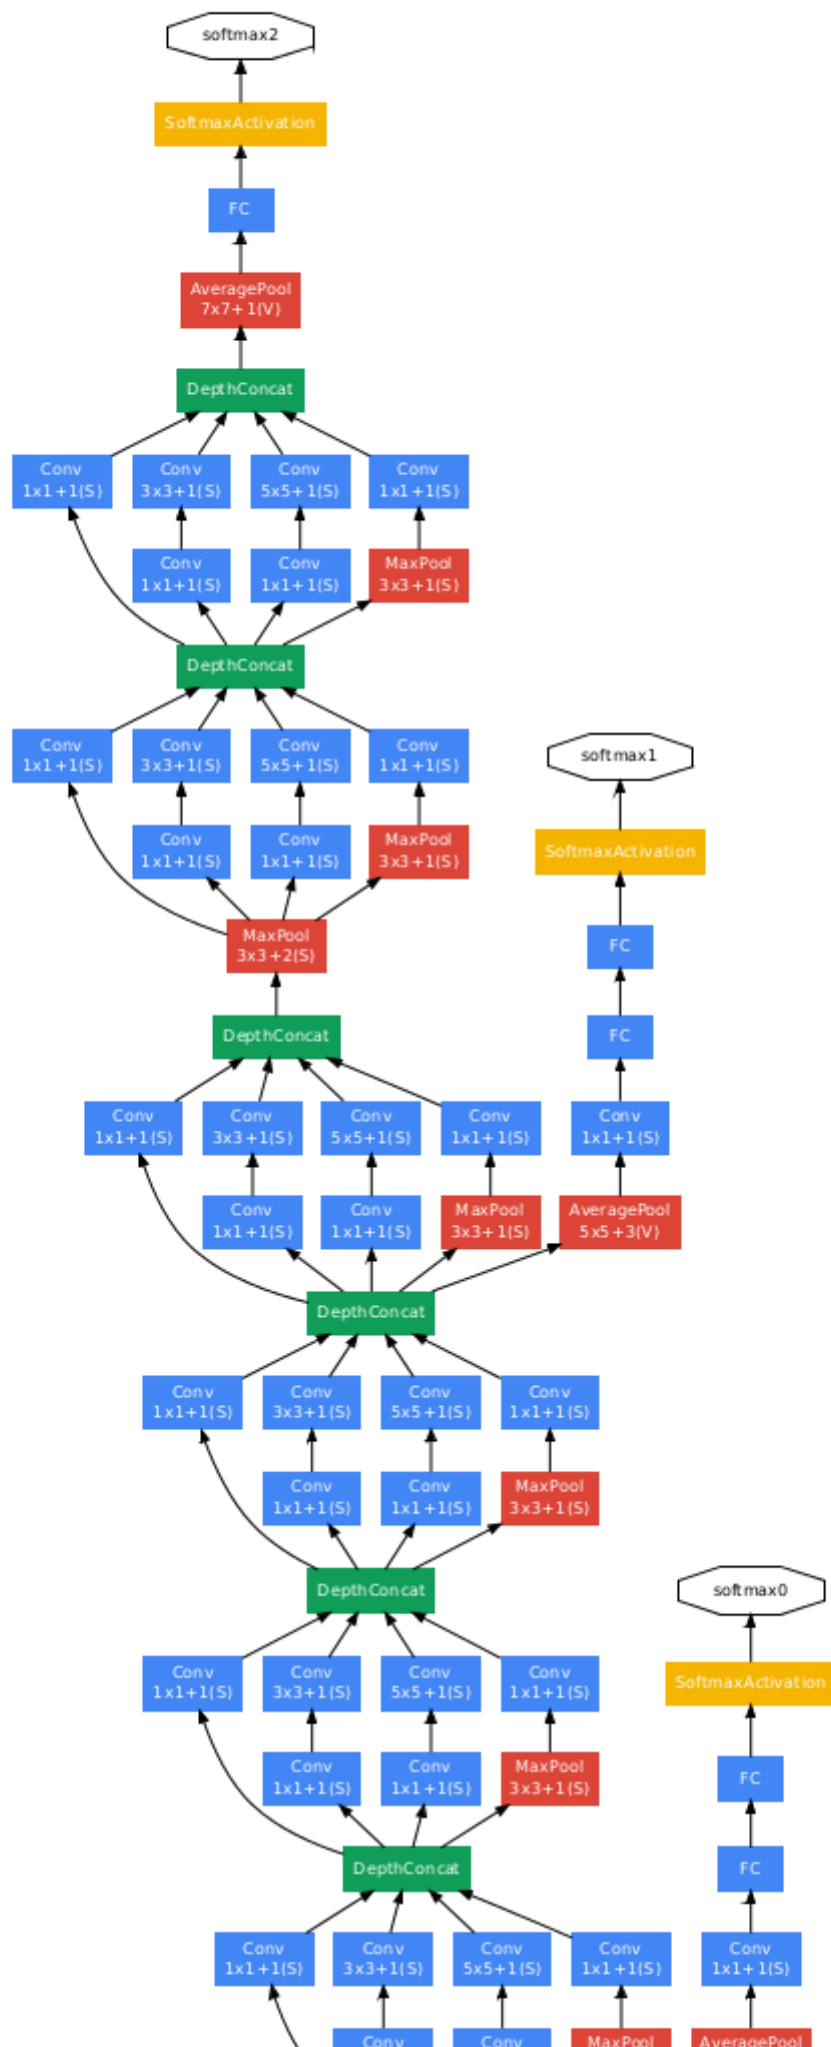 softmax2
SoftmaxActivation
FC
AveragePool
7x7+1(V)
DepthConcat
Conv
1x1+1(S)
Conv
3x3+1(S)
Conv
5x5+1(S)
Conv
1x1+1(S)
Conv
1x1+1(S)
Conv
1x1+1(S)
MaxPool
3x3+1(S)
DepthConcat
Conv
1x1+1(S)
Conv
3x3+1(S)
Conv
5x5+1(S)
Conv
1x1+1(S)
softmax1
Conv
1x1+1(S)
Conv
1x1+1(S)
MaxPool
3x3+1(S)
SoftmaxActivation
MaxPool
3x3+2(S)
FC
DepthConcat
FC
Conv
1x1+1(S)
Conv
3x3+1(S)
Conv
5x5+1(S)
Conv
1x1+1(S)
Conv
1x1+1(S)
Conv
1x1+1(S)
Conv
1x1+1(S)
MaxPool
3x3+1(S)
AveragePool
5x5+3(V)
DepthConcat
Conv
1x1+1(S)
Conv
3x3+1(S)
Conv
5x5+1(S)
Conv
1x1+1(S)
Conv
1x1+1(S)
Conv
1x1+1(S)
MaxPool
3x3+1(S)
DepthConcat
softmax0
Conv
1x1+1(S)
Conv
3x3+1(S)
Conv
5x5+1(S)
Conv
1x1+1(S)
SoftmaxActivation
Conv
1x1+1(S)
Conv
1x1+1(S)
MaxPool
3x3+1(S)
FC
DepthConcat
FC
Conv
1x1+1(S)
Conv
3x3+1(S)
Conv
5x5+1(S)
Conv
1x1+1(S)
Conv
1x1+1(S)
Conv
Conv
MaxPool
AveragePool